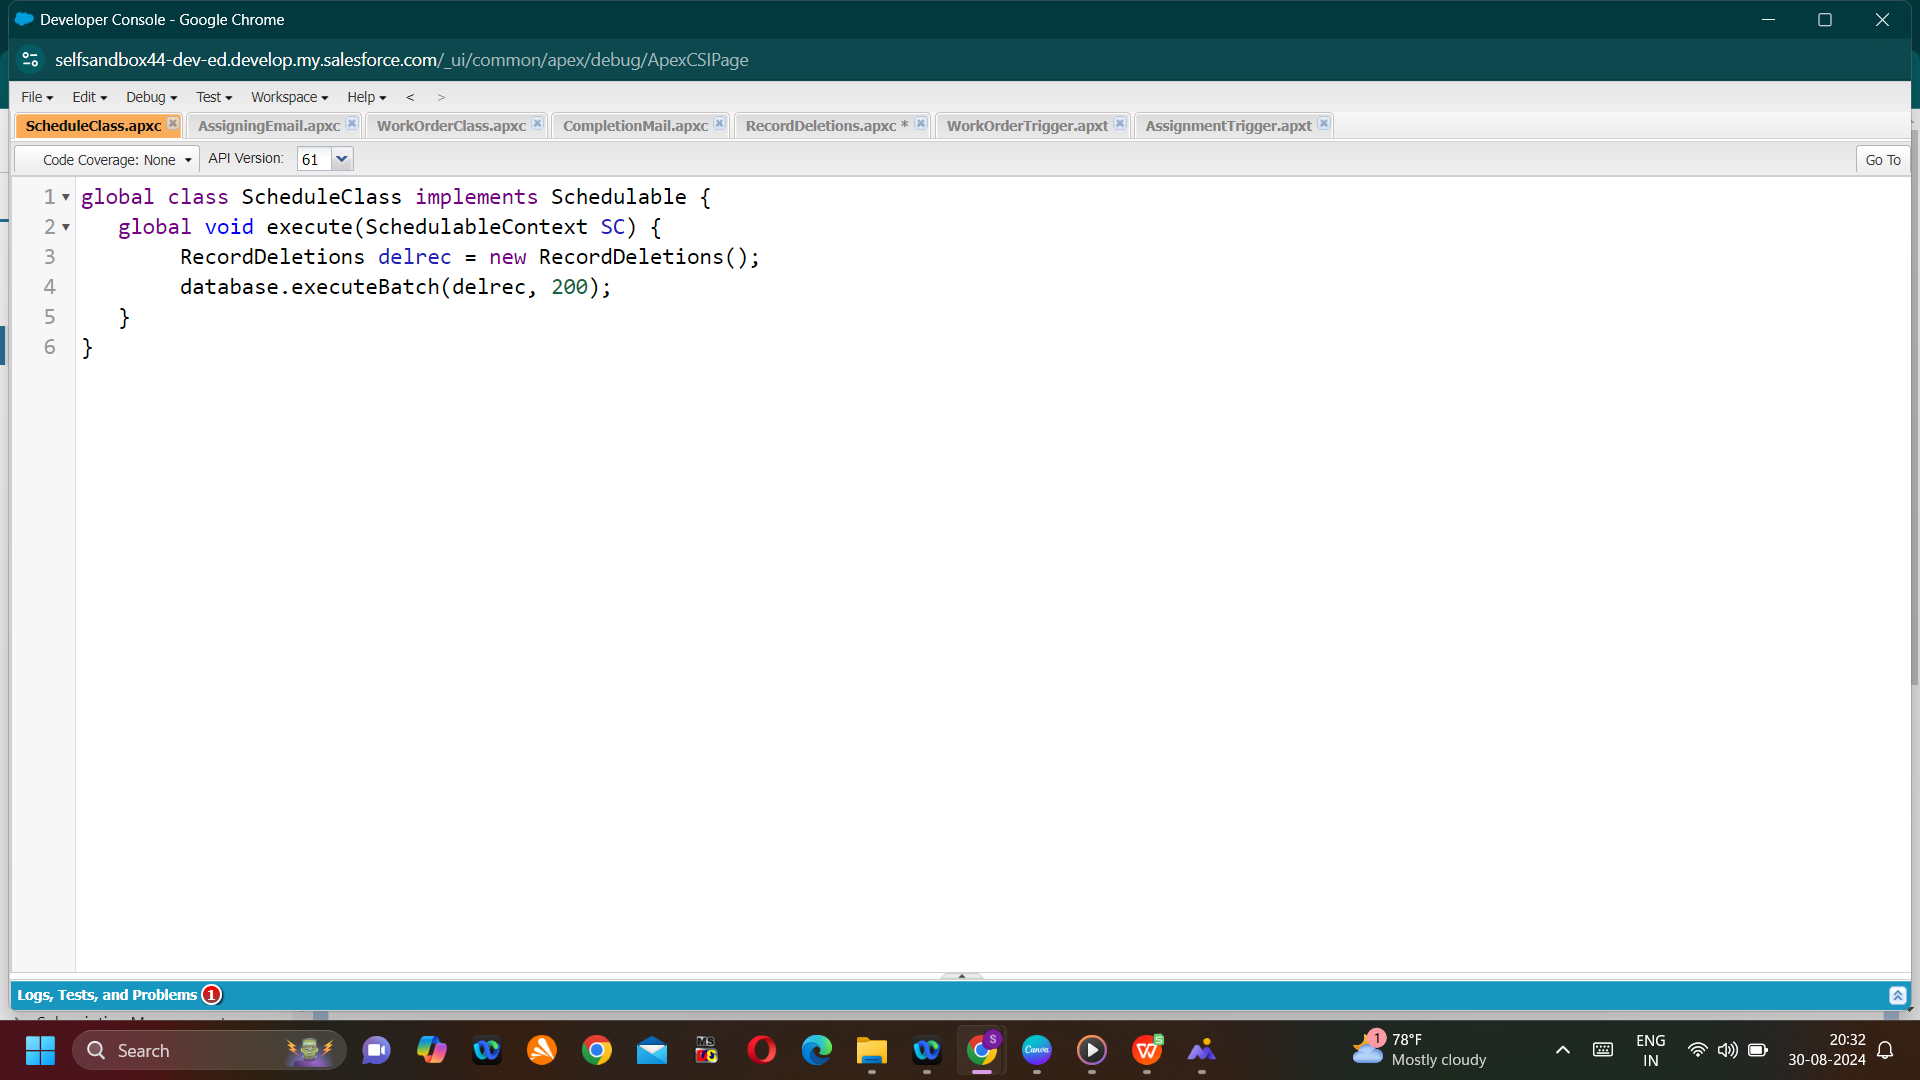 Developer Console - Google Chrome
selfsandbox44-dev-ed.develop.my.salesforce.com/_ui/common/apex/debug/ApexCSIPage
File Edit Debug Test Workspace Help < >
ScheduleClass.apxc AssigningEmail.apxc WorkOrderClass.apxc CompletionMail.apxc RecordDeletions.apxc * WorkOrderTrigger.apxt AssignmentTrigger.apxt
Code Coverage: None API Version: 61 Go To
1 global class ScheduleClass implements Schedulable {
2 global void execute(SchedulableContext SC) {
3 RecordDeletions delrec = new RecordDeletions();
4 database.executeBatch(delrec, 200);
5 }
6 }
Logs, Tests, and Problems 1
Search
S
MS
Canva
W S
1 78°F
Mostly cloudy
ENG
IN
20:32
30-08-2024